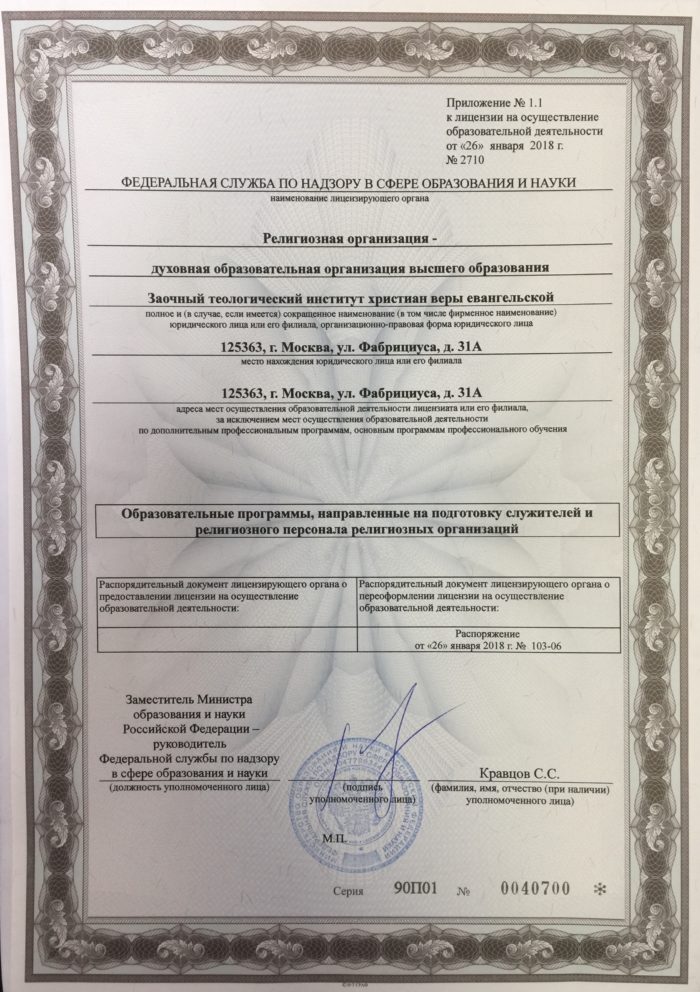 Приложение № 1.1
к лицензии на осуществление
образовательной деятельности
от «26» января 2018 г.
№ 2710
ФЕДЕРАЛЬНАЯ СЛУЖБА ПО НАДЗОРУ В СФЕРЕ ОБРАЗОВАНИЯ И НАУКИ
наименование лицензирующего органа
Религиозная организация -
духовная образовательная организация высшего образования
Заочный теологический институт христиан веры евангельской
полное и (в случае, если имеется) сокращенное наименование (в том числе фирменное наименование)
юридического лица или его филиала, организационно-правовая форма юридического лица
125363, г. Москва, ул. Фабрициуса, д. 31А
место нахождения юридического лица или его филиала
125363, г. Москва, ул. Фабрициуса, д. 31А
адреса мест осуществления образовательной деятельности лицензиата или его филиала,
за исключением мест осуществления образовательной деятельности
по дополнительным профессиональным программам, основным программам профессионального обучения
Образовательные программы, направленные на подготовку служителей и
религиозного персонала религиозных организаций
Распорядительный документ лицензирующего органа о
предоставлении лицензии на осуществление
образовательной деятельности:
Распорядительный документ лицензирующего органа о
переоформлении лицензии на осуществление
образовательной деятельности:
Распоряжение
от «26» января 2018 г. № 103-06
Заместитель Министра
образования и науки
Российской Федерации –
руководитель
Федеральной службы по надзору
в сфере образования и науки
(должность уполномоченного лица)
(подпись
уполномоченного лица)
Кравцов С.С.
(фамилия, имя, отчество (при наличии)
уполномоченного лица)
М.П.
Серия 90П01 № 0040700 *